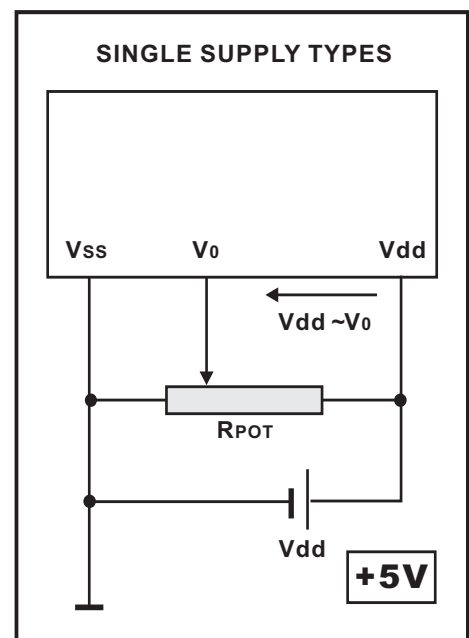 SINGLE SUPPLY TYPES
VSS V0 Vdd
Vdd ~V0
RPOT
Vdd
+5V